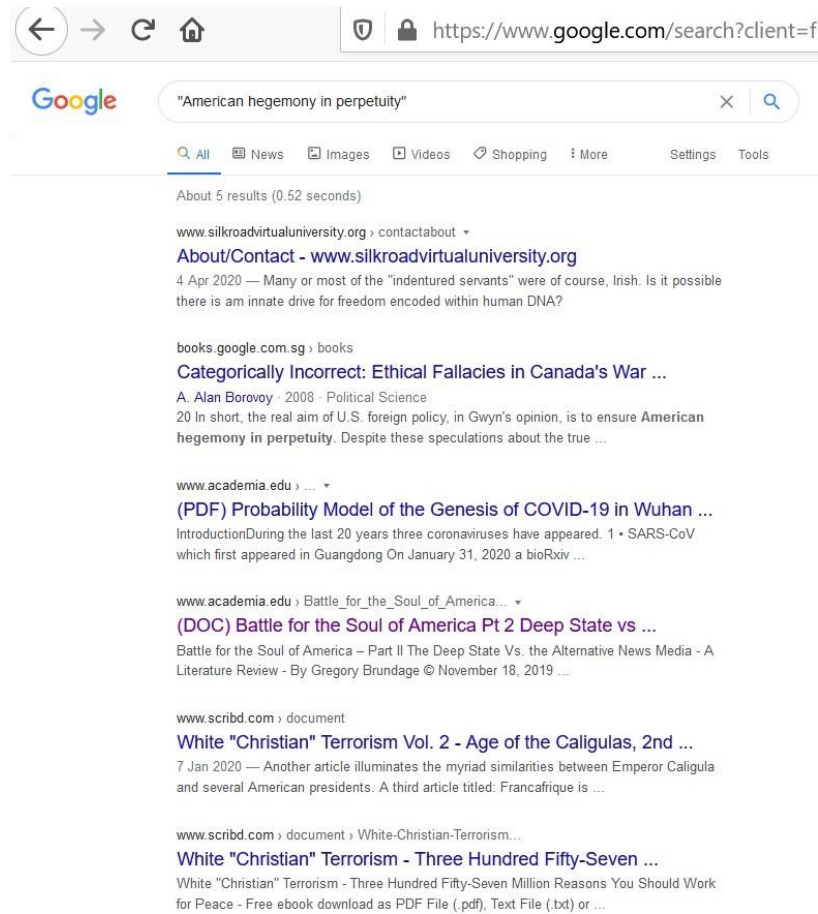 https://www.google.com/search?client=f
Google
"American hegemony in perpetuity"
All News Images Videos Shopping More Settings Tools
About 5 results (0.52 seconds)
www.silkroadvirtualuniversity.org › contactabout
About/Contact - www.silkroadvirtualuniversity.org
4 Apr 2020 — Many or most of the "indentured servants" were of course, Irish. Is it possible
there is am innate drive for freedom encoded within human DNA?
books.google.com.sg › books
Categorically Incorrect: Ethical Fallacies in Canada's War ...
A. Alan Borovoy · 2008 · Political Science
20 In short, the real aim of U.S. foreign policy, in Gwyn's opinion, is to ensure American
hegemony in perpetuity. Despite these speculations about the true ...
www.academia.edu › ...
(PDF) Probability Model of the Genesis of COVID-19 in Wuhan ...
IntroductionDuring the last 20 years three coronaviruses have appeared. 1 • SARS-CoV
which first appeared in Guangdong On January 31, 2020 a bioRxiv ...
www.academia.edu › Battle_for_the_Soul_of_America...
(DOC) Battle for the Soul of America Pt 2 Deep State vs ...
Battle for the Soul of America – Part II The Deep State Vs. the Alternative News Media - A
Literature Review - By Gregory Brundage © November 18, 2019 ...
www.scribd.com › document
White "Christian" Terrorism Vol. 2 - Age of the Caligulas, 2nd ...
7 Jan 2020 — Another article illuminates the myriad similarities between Emperor Caligula
and several American presidents. A third article titled: Francafrique is ...
www.scribd.com › document › White-Christian-Terrorism...
White "Christian" Terrorism - Three Hundred Fifty-Seven ...
White "Christian" Terrorism - Three Hundred Fifty-Seven Million Reasons You Should Work
for Peace - Free ebook download as PDF File (.pdf), Text File (.txt) or ...